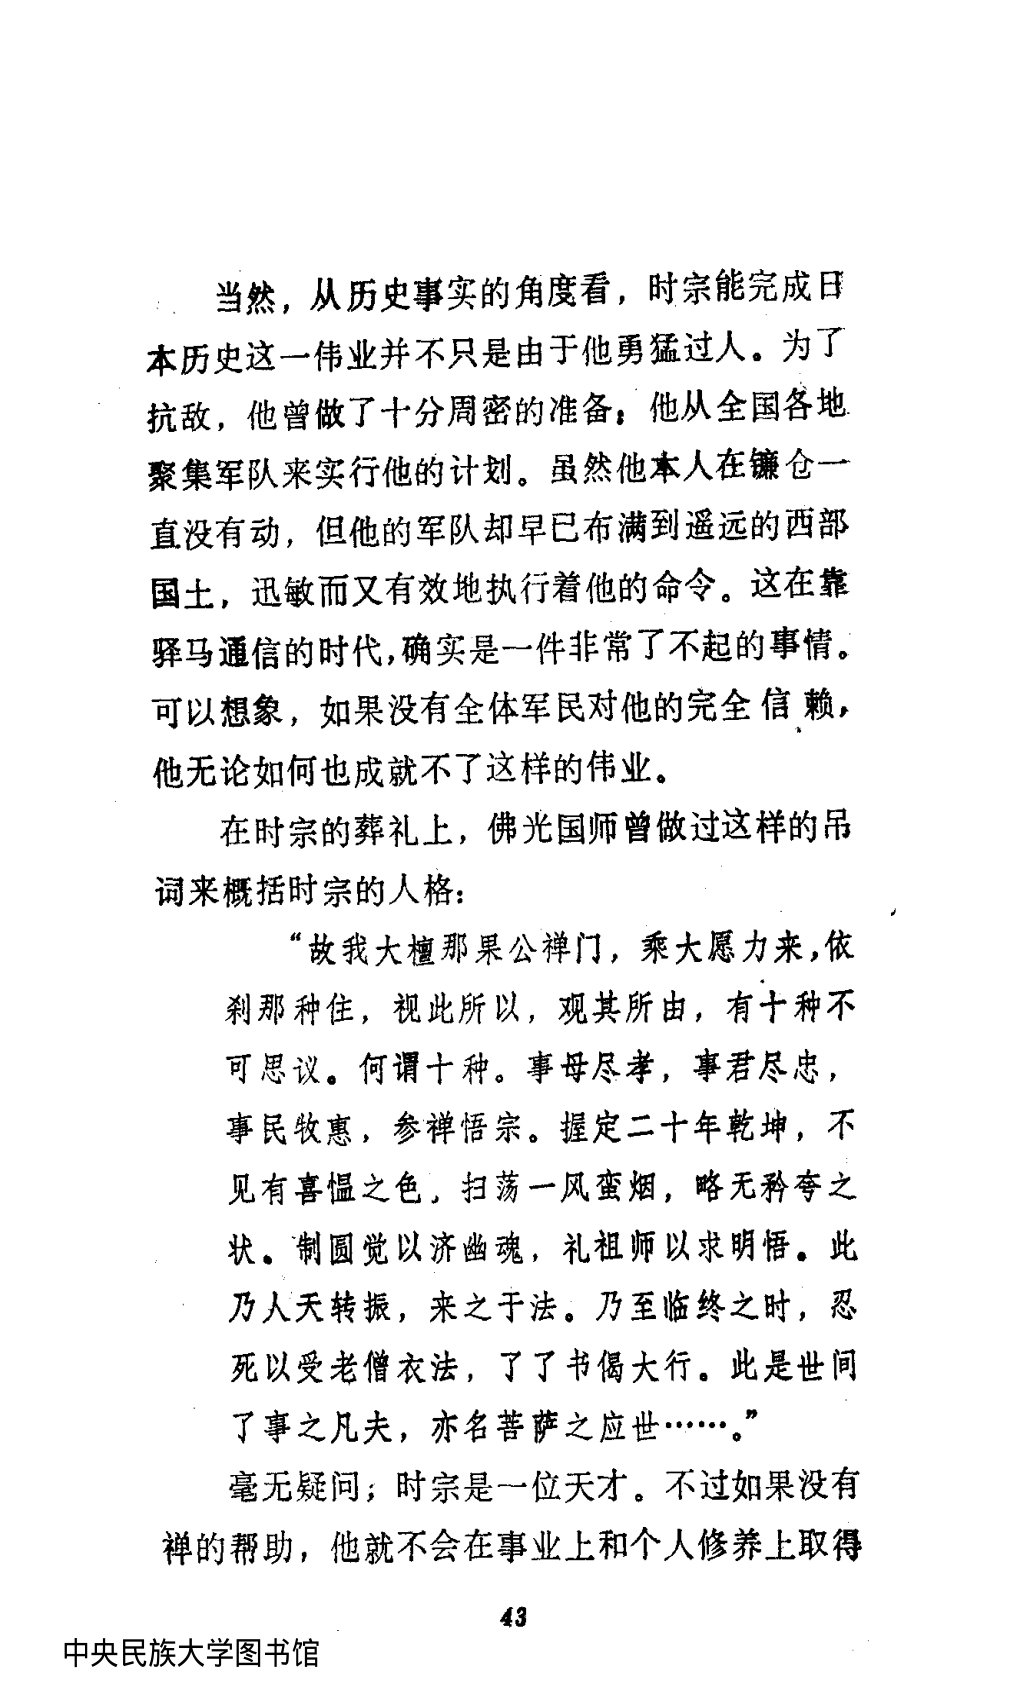 当然，从历史事实的角度看，时宗能完成日
本历史这一伟业并不只是由于他勇猛过人。为了
抗敌，他曾做了十分周密的准备；他从全国各地
聚集军队来实行他的计划。虽然他本人在镰仓一
直没有动，但他的军队却早已布满到遥远的西部
国土，迅敏而又有效地执行着他的命令。这在靠
驿马通信的时代，确实是一件非常了不起的事情。
可以想象，如果没有全体军民对他的完全信赖，
他无论如何也成就不了这样的伟业。
在时宗的葬礼上，佛光国师曾做过这样的吊
词来概括时宗的人格：
“故我大檀那果公禅门，乘大愿力来，依
刹那种住，视此所以，观其所由，有十种不
可思议。何谓十种。事母尽孝，事君尽忠，
事民牧惠，参禅悟宗。握定二十年乾坤，不
见有喜愠之色，扫荡一风蛮烟，略无矜夸之
状。制圆觉以济幽魂，礼祖师以求明悟。此
乃人天转振，来之于法。乃至临终之时，忍
死以受老僧衣法，了了书偈大行。此是世间
了事之凡夫，亦名菩萨之应世……。”
毫无疑问；时宗是一位天才。不过如果没有
禅的帮助，他就不会在事业上和个人修养上取得
43
中央民族大学图书馆